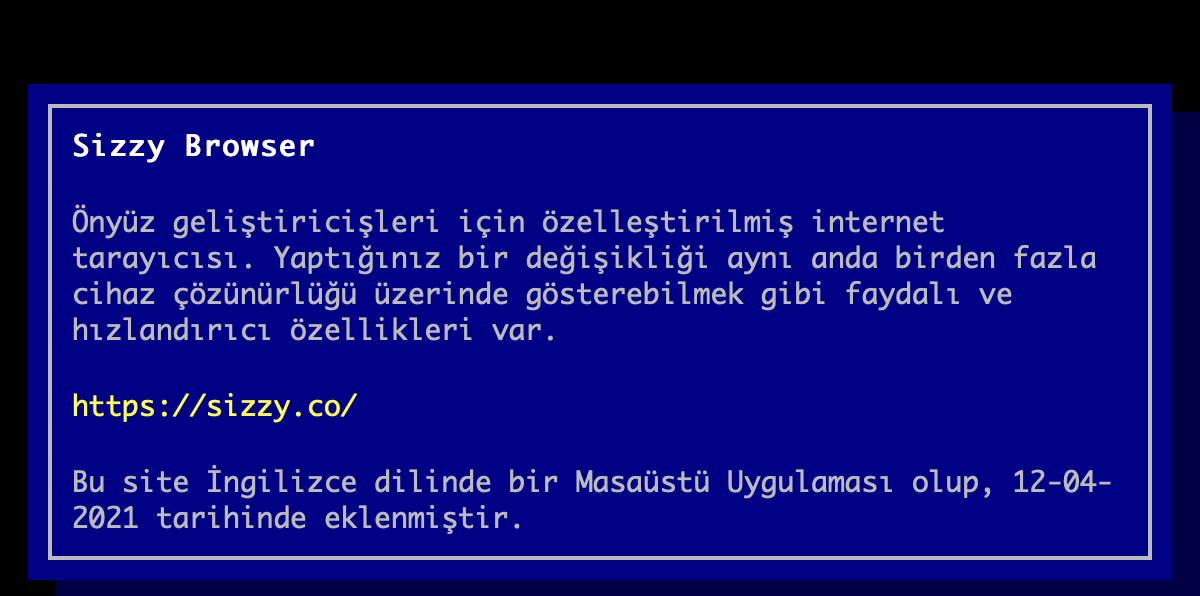 Sizzy Browser
Önyüz geliştiricişleri için özelleştirilmiş internet
tarayıcısı. Yaptığınız bir değişikliği aynı anda birden fazla
cihaz çözünürlüğü üzerinde gösterebilmek gibi faydalı ve
hızlandırıcı özellikleri var.
https://sizzy.co/
Bu site İngilizce dilinde bir Masaüstü Uygulaması olup, 12-04-
2021 tarihinde eklenmiştir.